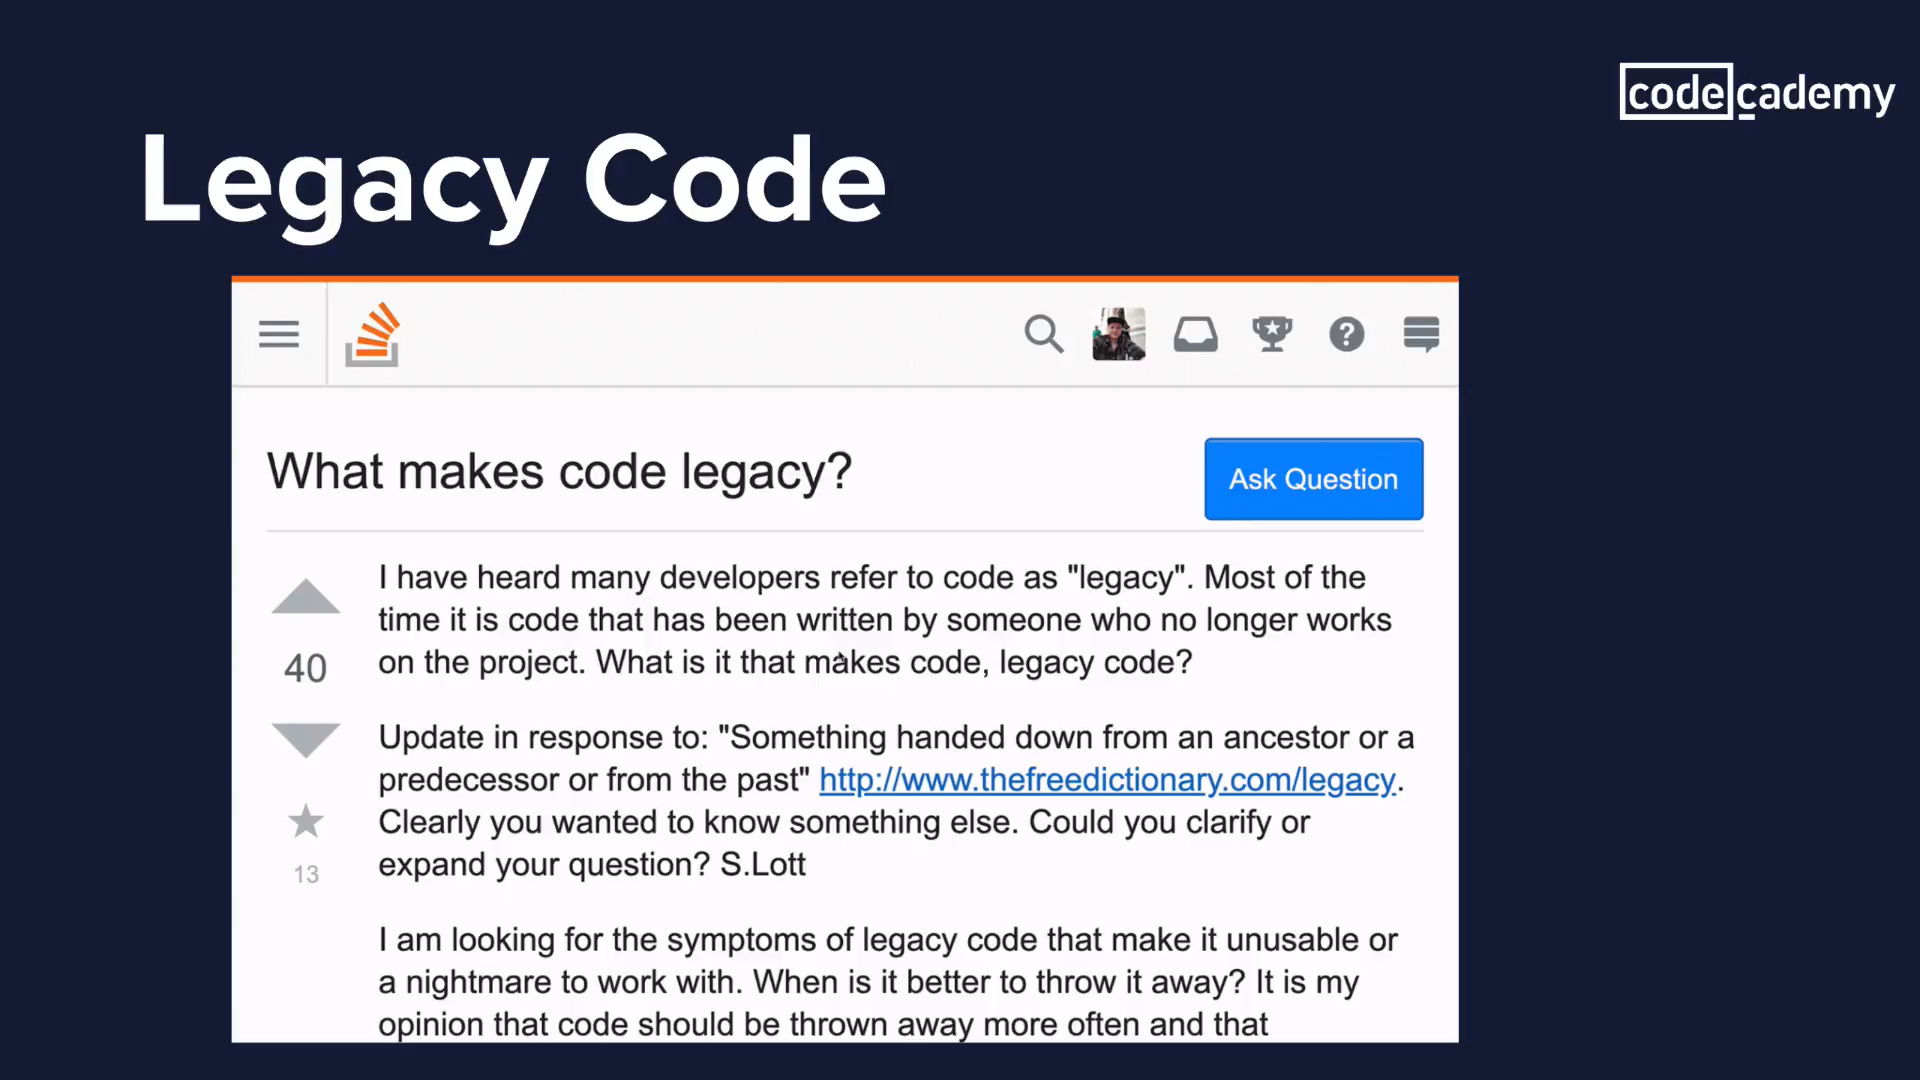 codecademy
Legacy Code
What makes code legacy?
Ask Question
I have heard many developers refer to code as "legacy". Most of the
time it is code that has been written by someone who no longer works
on the project. What is it that makes code, legacy code?
40
Update in response to: "Something handed down from an ancestor or a
predecessor or from the past" http://www.thefreedictionary.com/legacy.
Clearly you wanted to know something else. Could you clarify or
expand your question? S.Lott
13
I am looking for the symptoms of legacy code that make it unusable or
a nightmare to work with. When is it better to throw it away? It is my
opinion that code should be thrown away more often and that